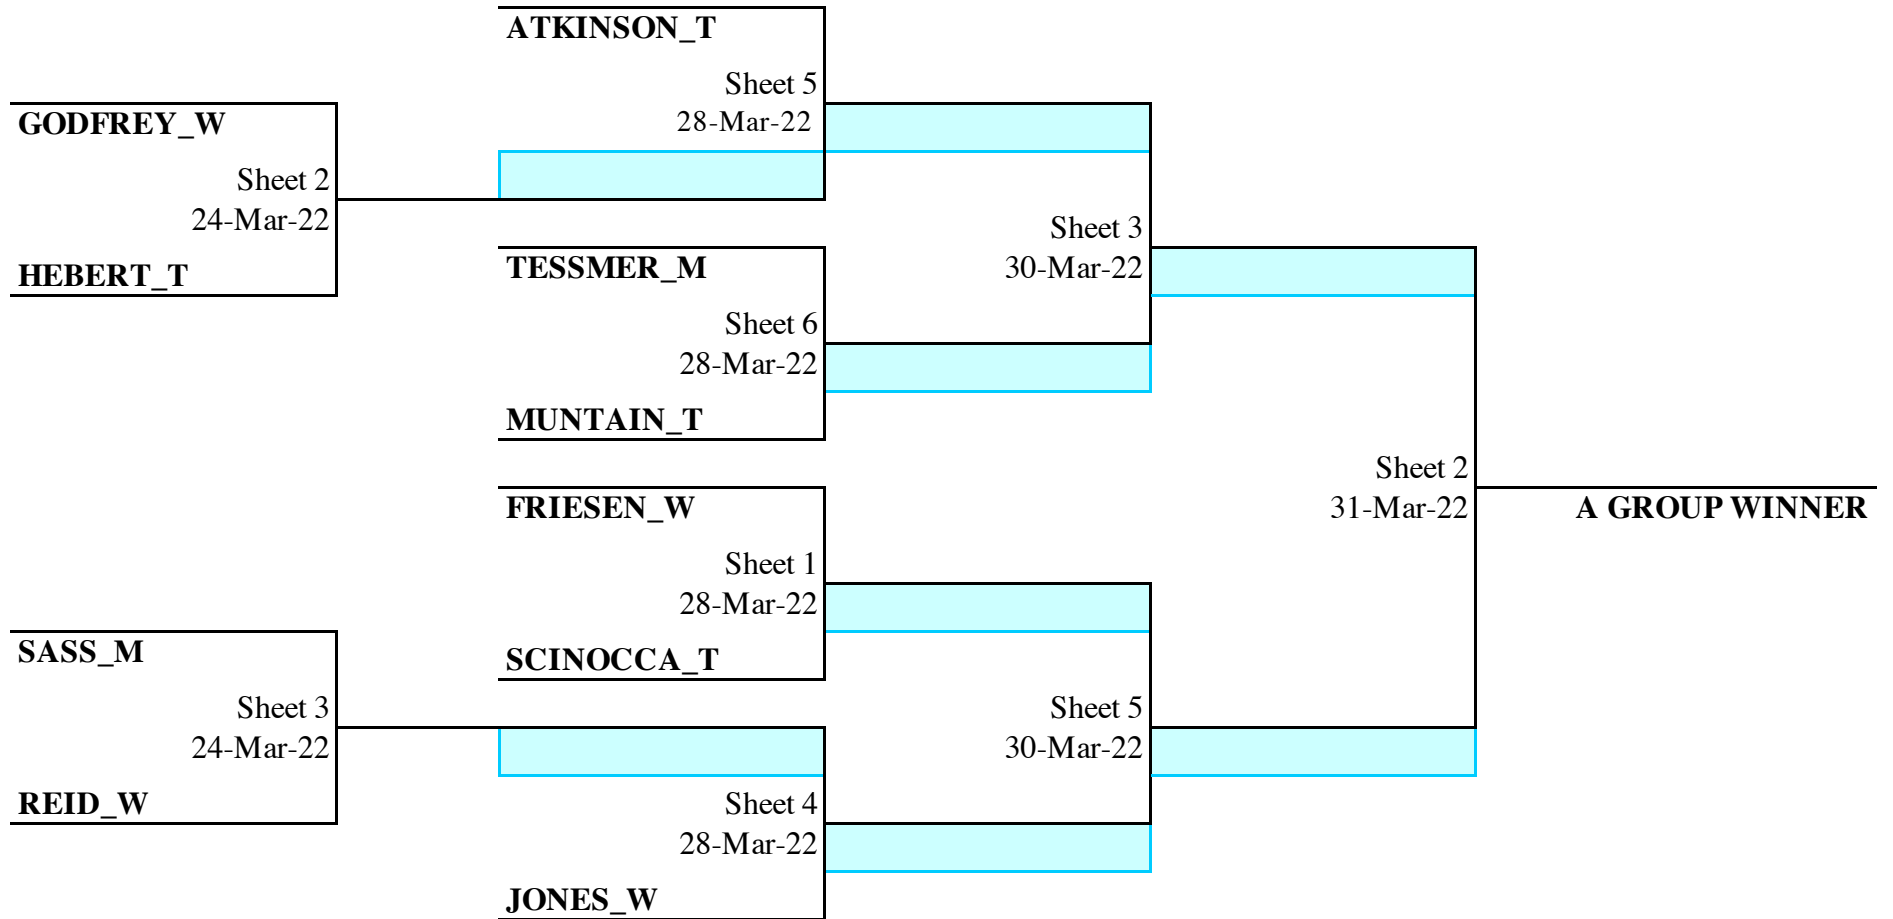 ATKINSON_T
Sheet 5
28-Mar-22
GODFREY_W
Sheet 2
24-Mar-22
HEBERT_T
Sheet 3
30-Mar-22
TESSMER_M
Sheet 6
28-Mar-22
MUNTAIN_T
Sheet 2
31-Mar-22
A GROUP WINNER
FRIESEN_W
Sheet 1
28-Mar-22
SCINOCCA_T
SASS_M
Sheet 3
24-Mar-22
REID_W
Sheet 5
30-Mar-22
Sheet 4
28-Mar-22
JONES_W